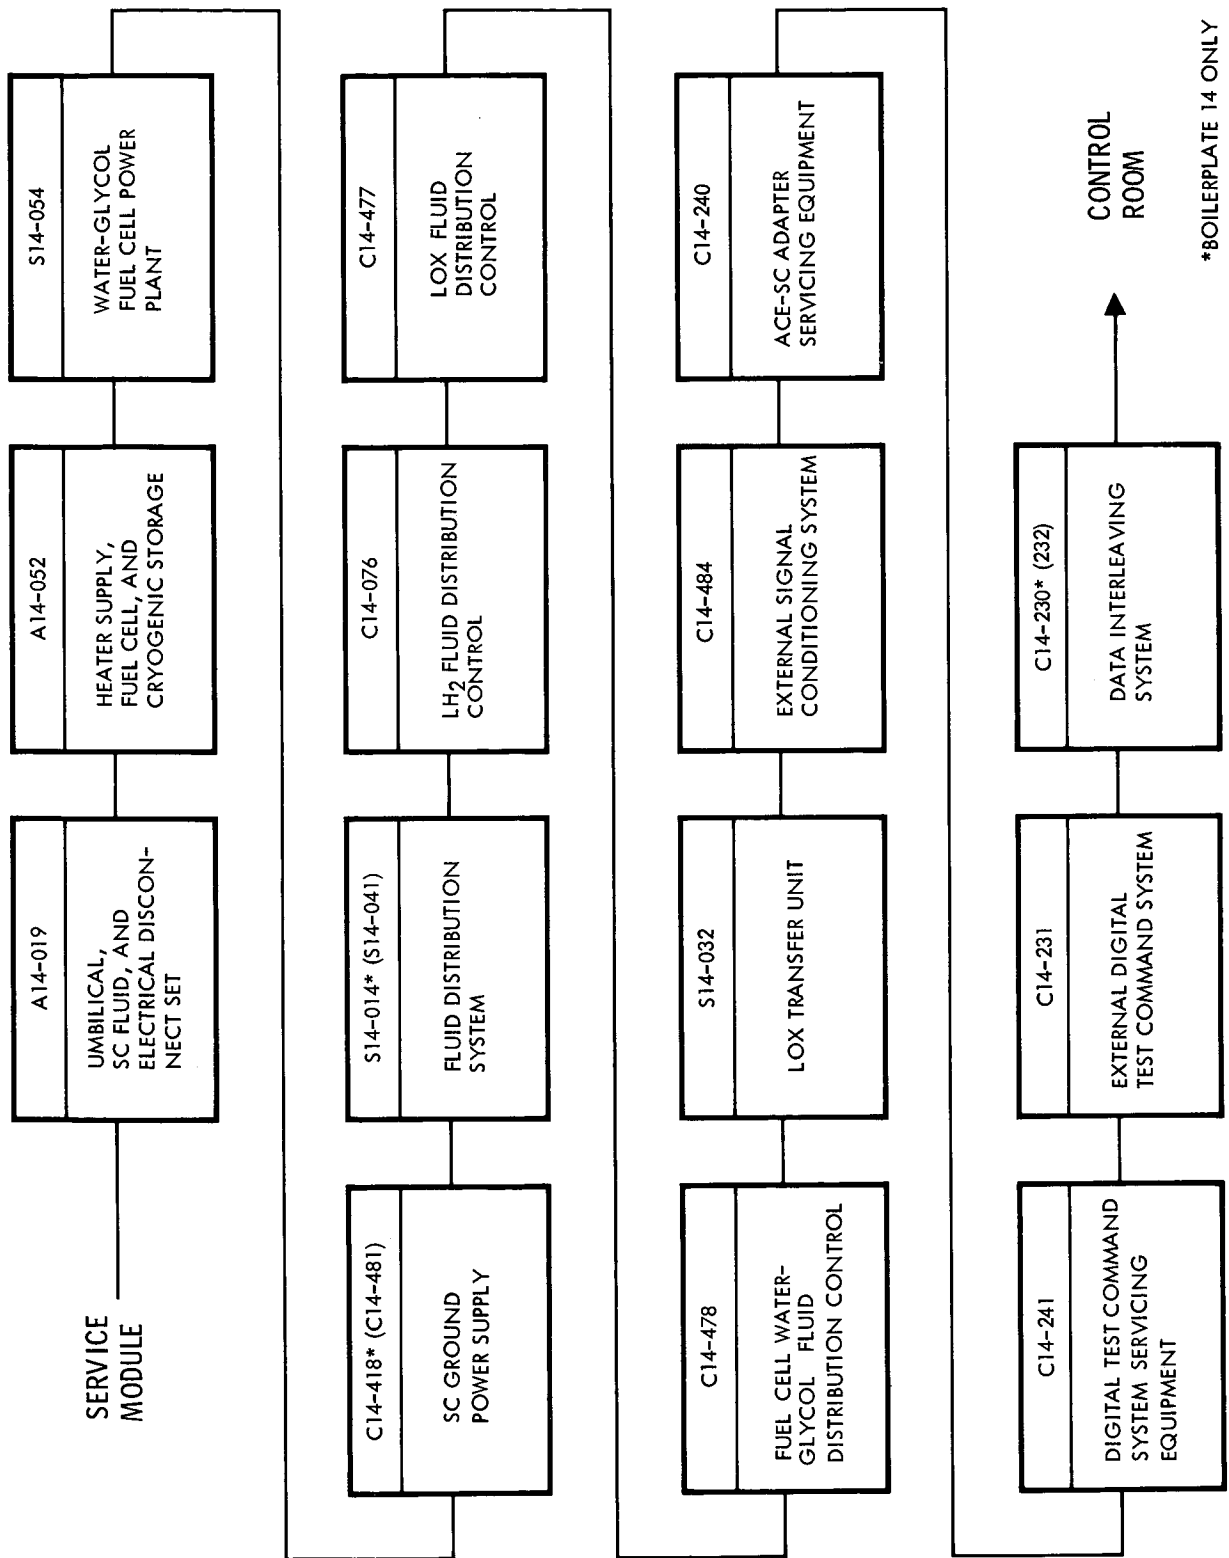 SERVICE
MODULE
A14-019
UMBILICAL,
SC FLUID, AND
ELECTRICAL DISCON-
NECT SET
A14-052
HEATER SUPPLY,
FUEL CELL, AND
CRYOGENIC STORAGE
S14-054
WATER-GLYCOL
FUEL CELL POWER
PLANT
C14-418* (C14-481)
SC GROUND
POWER SUPPLY
S14-014* (S14-041)
FLUID DISTRIBUTION
SYSTEM
C14-076
LH2 FLUID DISTRIBUTION
CONTROL
C14-477
LOX FLUID
DISTRIBUTION
CONTROL
C14-478
FUEL CELL WATER-
GLYCOL FLUID
DISTRIBUTION CONTROL
S14-032
LOX TRANSFER UNIT
C14-484
EXTERNAL SIGNAL
CONDITIONING SYSTEM
C14-240
ACE-SC ADAPTER
SERVICING EQUIPMENT
C14-241
DIGITAL TEST COMMAND
SYSTEM SERVICING
EQUIPMENT
C14-231
EXTERNAL DIGITAL
TEST COMMAND SYSTEM
C14-230* (232)
DATA INTERLEAVING
SYSTEM
CONTROL
ROOM
*BOILERPLATE 14 ONLY